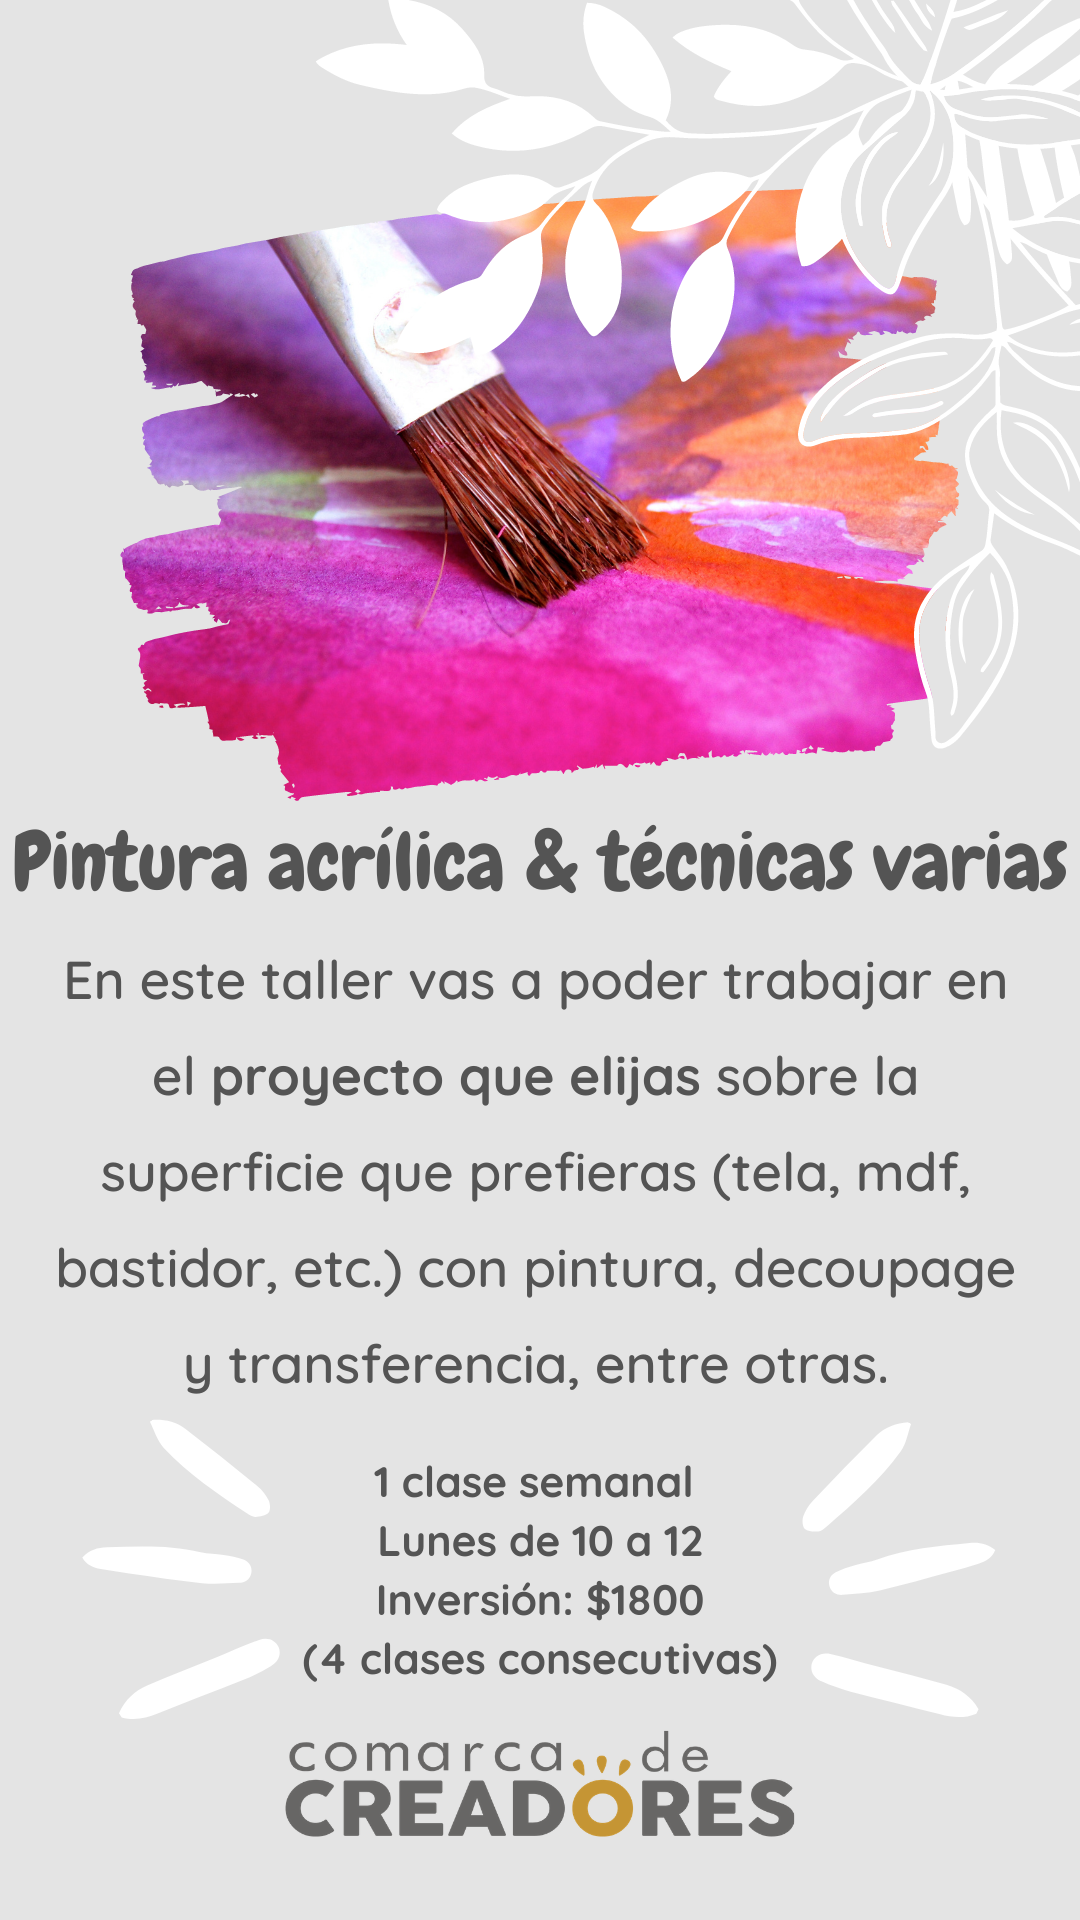 Pintura acrílica & técnicas varias
En este taller vas a poder trabajar en
el proyecto que elijas sobre la
superficie que prefieras (tela, mdf,
bastidor, etc.) con pintura, decoupage
y transferencia, entre otras.
1 clase semanal
Lunes de 10 a 12
Inversión: $1800
(4 clases consecutivas)
comarca de
CREADORES